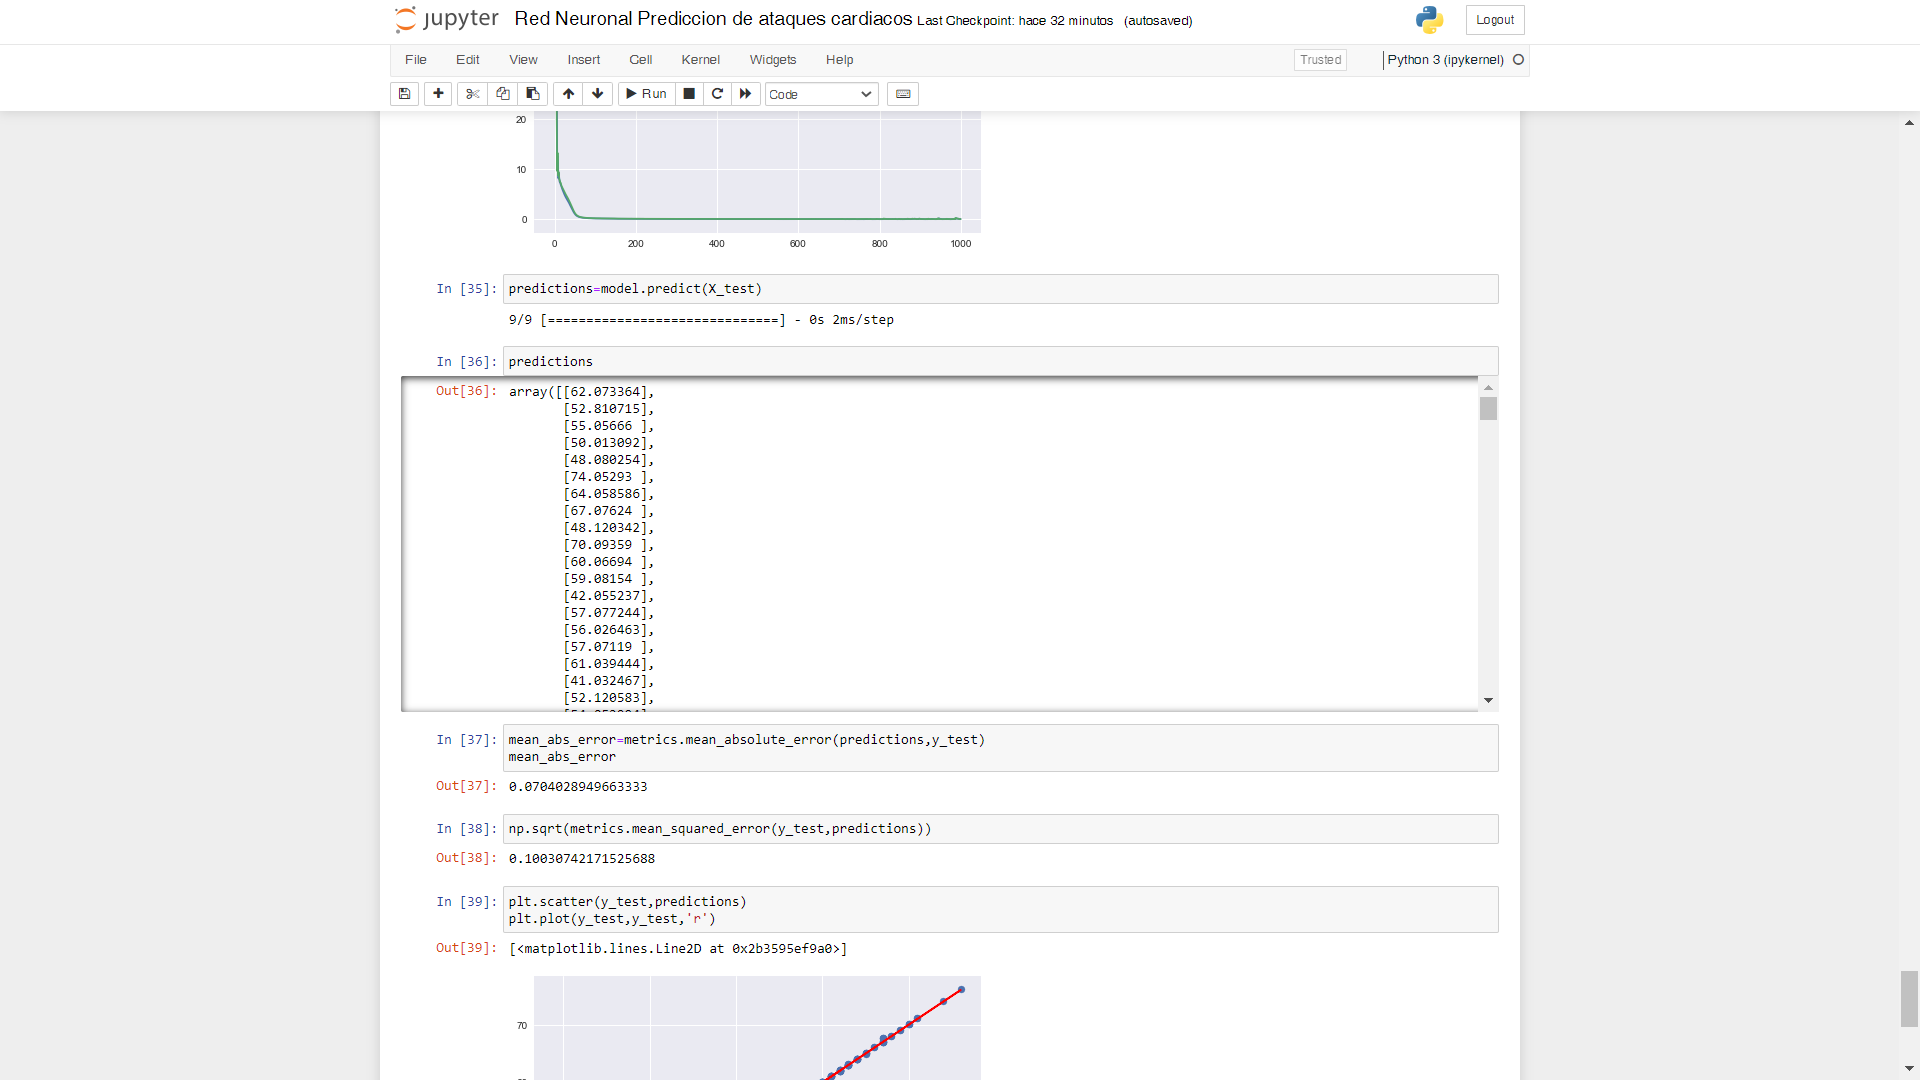 jupyter Red Neuronal Prediccion de ataques cardiacos Last Checkpoint: hace 32 minutos (autosaved)
Logout
File Edit View Insert Cell Kernel Widgets Help
Trusted
Python 3 (ipykernel)
Run
Code
20
10
0
0 200 400 600 800 1000
In [35]: predictions=model.predict(X_test)
9/9 [==============================] - 0s 2ms/step
In [36]: predictions
Out[36]: array([[62.073364],
[52.810715],
[55.05666 ],
[50.013092],
[48.080254],
[74.05293 ],
[64.058586],
[67.07624 ],
[48.120342],
[70.09359 ],
[60.06694 ],
[59.08154 ],
[42.055237],
[57.077244],
[56.026463],
[57.07119 ],
[61.039444],
[41.032467],
[52.120583],
In [37]: mean_abs_error=metrics.mean_absolute_error(predictions,y_test)
mean_abs_error
Out[37]: 0.0704028949663333
In [38]: np.sqrt(metrics.mean_squared_error(y_test,predictions))
Out[38]: 0.10030742171525688
In [39]: plt.scatter(y_test,predictions)
plt.plot(y_test,y_test,'r')
Out[39]: [<matplotlib.lines.Line2D at 0x2b3595ef9a0>]
70